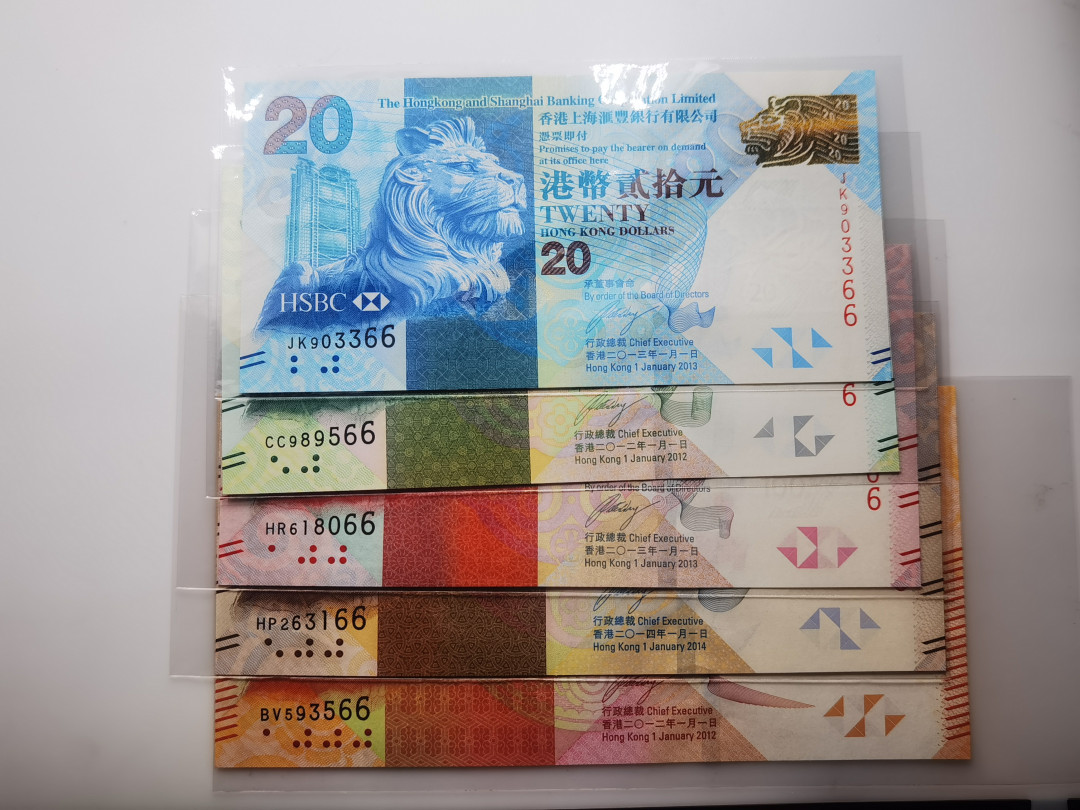 20
The Hongkong and Shanghai Banking Corporation Limited
香港上海滙豐銀行有限公司
憑票即付
Promises to pay the bearer on demand
at its office here
港幣貳拾元
TWENTY
HONG KONG DOLLARS
20
承董事會命
By order of the Board of Directors
行政總裁 Chief Executive
香港二〇一三年一月一日
Hong Kong 1 January 2013
HSBC
JK903366
20
20
20
20
JK903366
CC989566
行政總裁 Chief Executive
香港二〇一二年一月一日
Hong Kong 1 January 2012
6
HR618066
By order of the Board of Directors
行政總裁 Chief Executive
香港二〇一三年一月一日
Hong Kong 1 January 2013
6
HP263166
行政總裁 Chief Executive
香港二〇一四年一月一日
Hong Kong 1 January 2014
BV593566
行政總裁 Chief Executive
香港二〇一二年一月一日
Hong Kong 1 January 2012